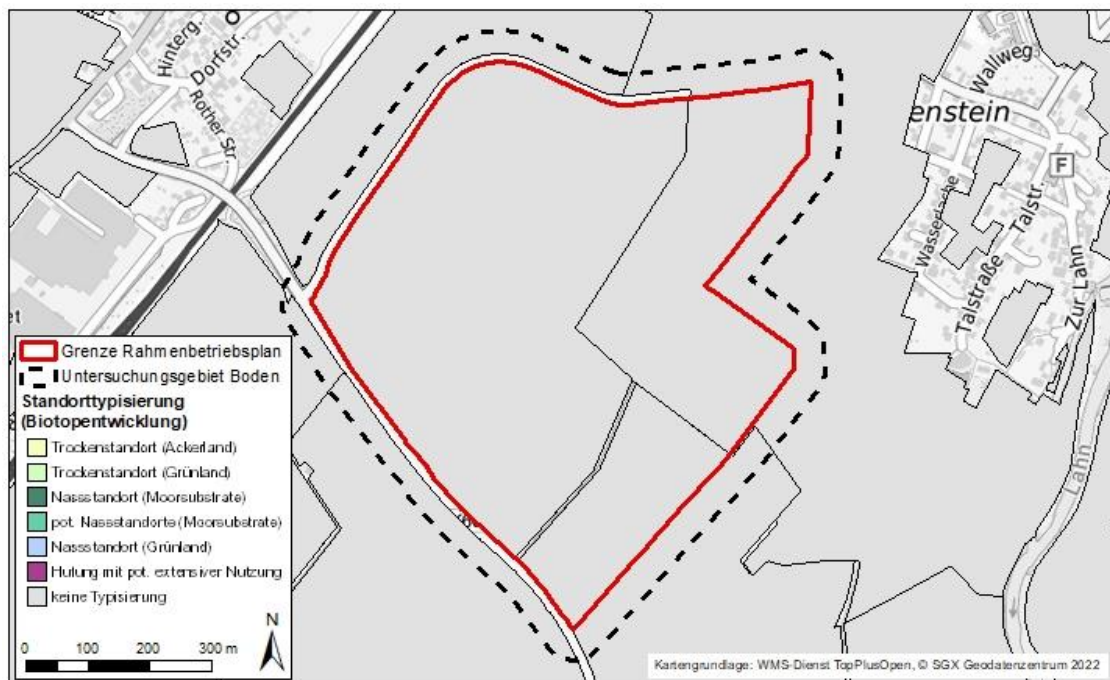 Hinterg.
Dorfstr.
Rother Str.
Wallweg
enstein
F
Wasserlache
Talstr.
Talstraße
Zur Lahn
Lahn
et
Grenze Rahmenbetriebsplan
Untersuchungsgebiet Boden
Standorttypisierung
(Biotopentwicklung)
Trockenstandort (Ackerland)
Trockenstandort (Grünland)
Nassstandort (Moorsubstrate)
pot. Nassstandorte (Moorsubstrate)
Nassstandort (Grünland)
Hutung mit pot. extensiver Nutzung
keine Typisierung
N
0 100 200 300 m
Kartengrundlage: WMS-Dienst TopPlusOpen, © SGX Geodatenzentrum 2022